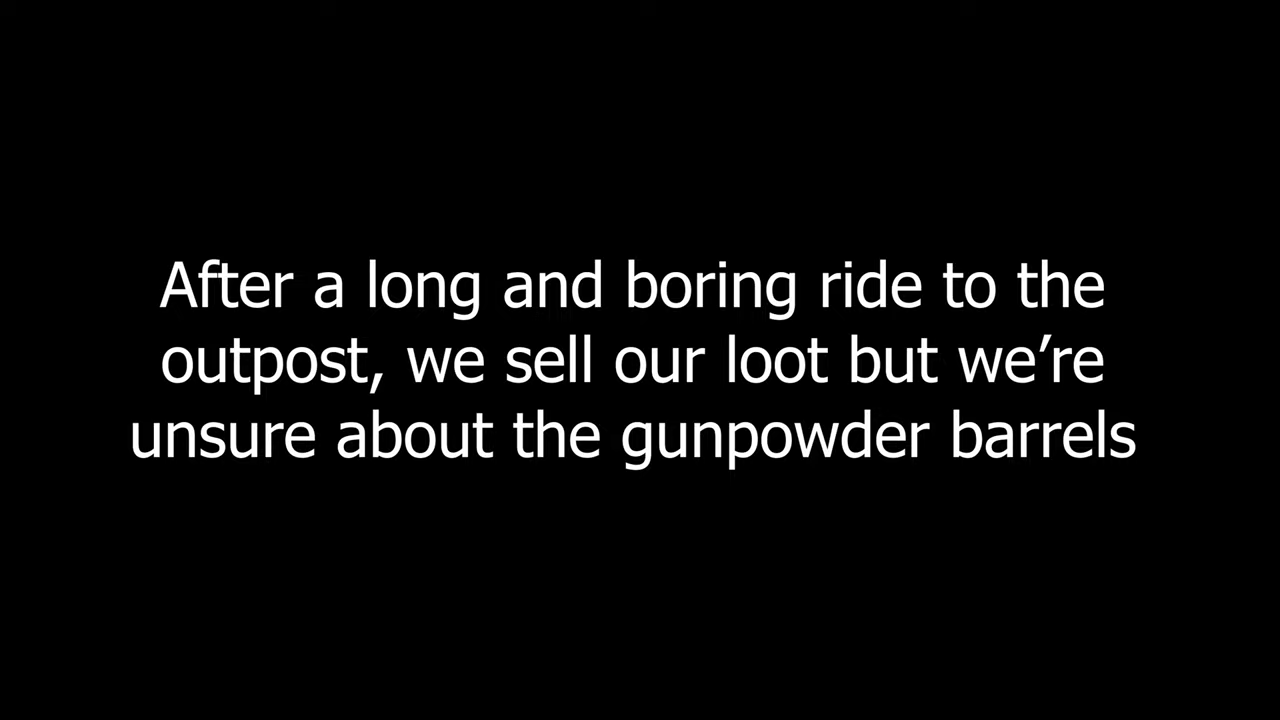 After a long and boring ride to the
outpost, we sell our loot but we’re
unsure about the gunpowder barrels